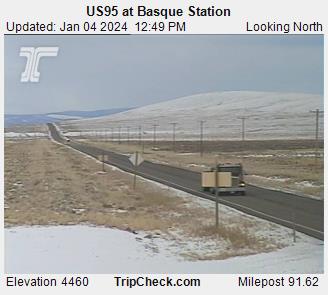 US95 at Basque Station
Updated: Jan 04 2024 12:49 PM Looking North
Elevation 4460 TripCheck.com Milepost 91.62